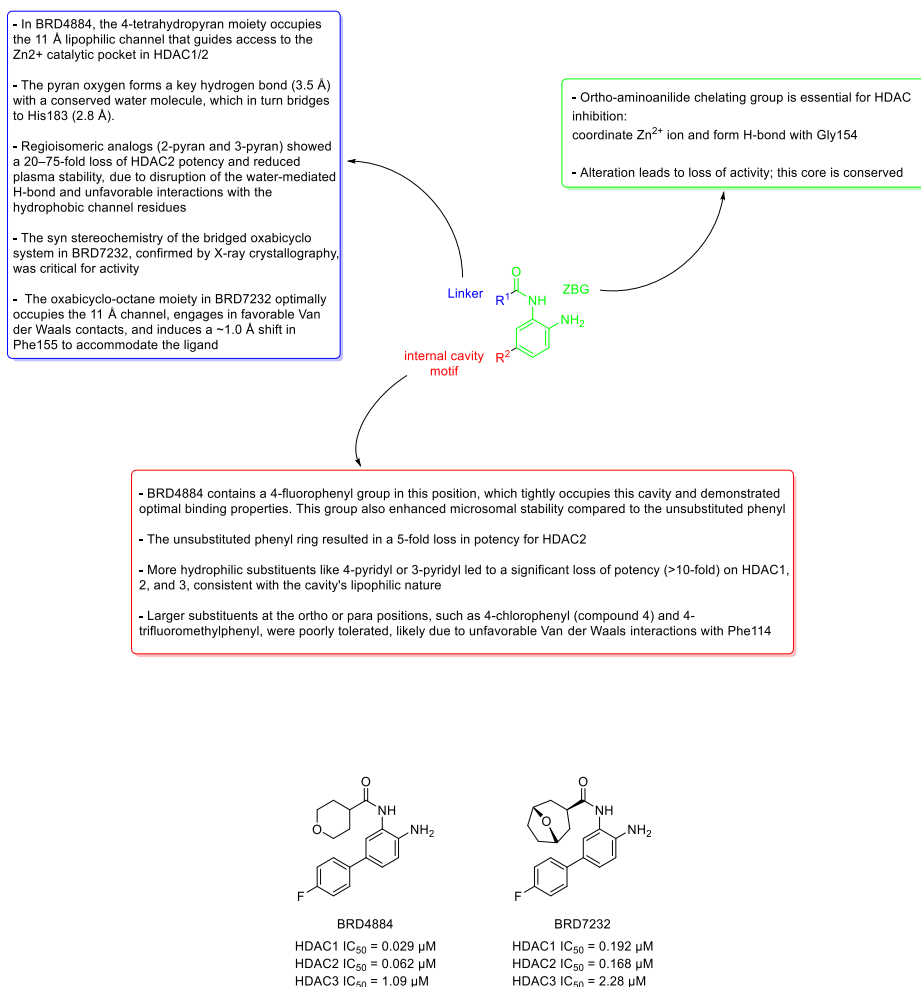 - In BRD4884, the 4-tetrahydropyran moiety occupies
the 11 Å lipophilic channel that guides access to the
Zn2+ catalytic pocket in HDAC1/2
- The pyran oxygen forms a key hydrogen bond (3.5 Å)
with a conserved water molecule, which in turn bridges
to His183 (2.8 Å).
- Regioisomeric analogs (2-pyran and 3-pyran) showed
a 20–75-fold loss of HDAC2 potency and reduced
plasma stability, due to disruption of the water-mediated
H-bond and unfavorable interactions with the
hydrophobic channel residues
- The syn stereochemistry of the bridged oxabicyclo
system in BRD7232, confirmed by X-ray crystallography,
was critical for activity
- The oxabicyclo-octane moiety in BRD7232 optimally
occupies the 11 Å channel, engages in favorable Van
der Waals contacts, and induces a ~1.0 Å shift in
Phe155 to accommodate the ligand
- Ortho-aminoanilide chelating group is essential for HDAC
inhibition:
coordinate Zn²⁺ ion and form H-bond with Gly154
- Alteration leads to loss of activity; this core is conserved
O
Linker R¹ NH ZBG
NH₂
internal cavity R²
motif
- BRD4884 contains a 4-fluorophenyl group in this position, which tightly occupies this cavity and demonstrated
optimal binding properties. This group also enhanced microsomal stability compared to the unsubstituted phenyl
- The unsubstituted phenyl ring resulted in a 5-fold loss in potency for HDAC2
- More hydrophilic substituents like 4-pyridyl or 3-pyridyl led to a significant loss of potency (>10-fold) on HDAC1,
2, and 3, consistent with the cavity's lipophilic nature
- Larger substituents at the ortho or para positions, such as 4-chlorophenyl (compound 4) and 4-
trifluoromethylphenyl, were poorly tolerated, likely due to unfavorable Van der Waals interactions with Phe114
O
NH
O
NH₂
F
BRD4884
HDAC1 IC₅₀ = 0.029 µM
HDAC2 IC₅₀ = 0.062 µM
HDAC3 IC₅₀ = 1.09 µM
O
NH
O
NH₂
F
BRD7232
HDAC1 IC₅₀ = 0.192 µM
HDAC2 IC₅₀ = 0.168 µM
HDAC3 IC₅₀ = 2.28 µM